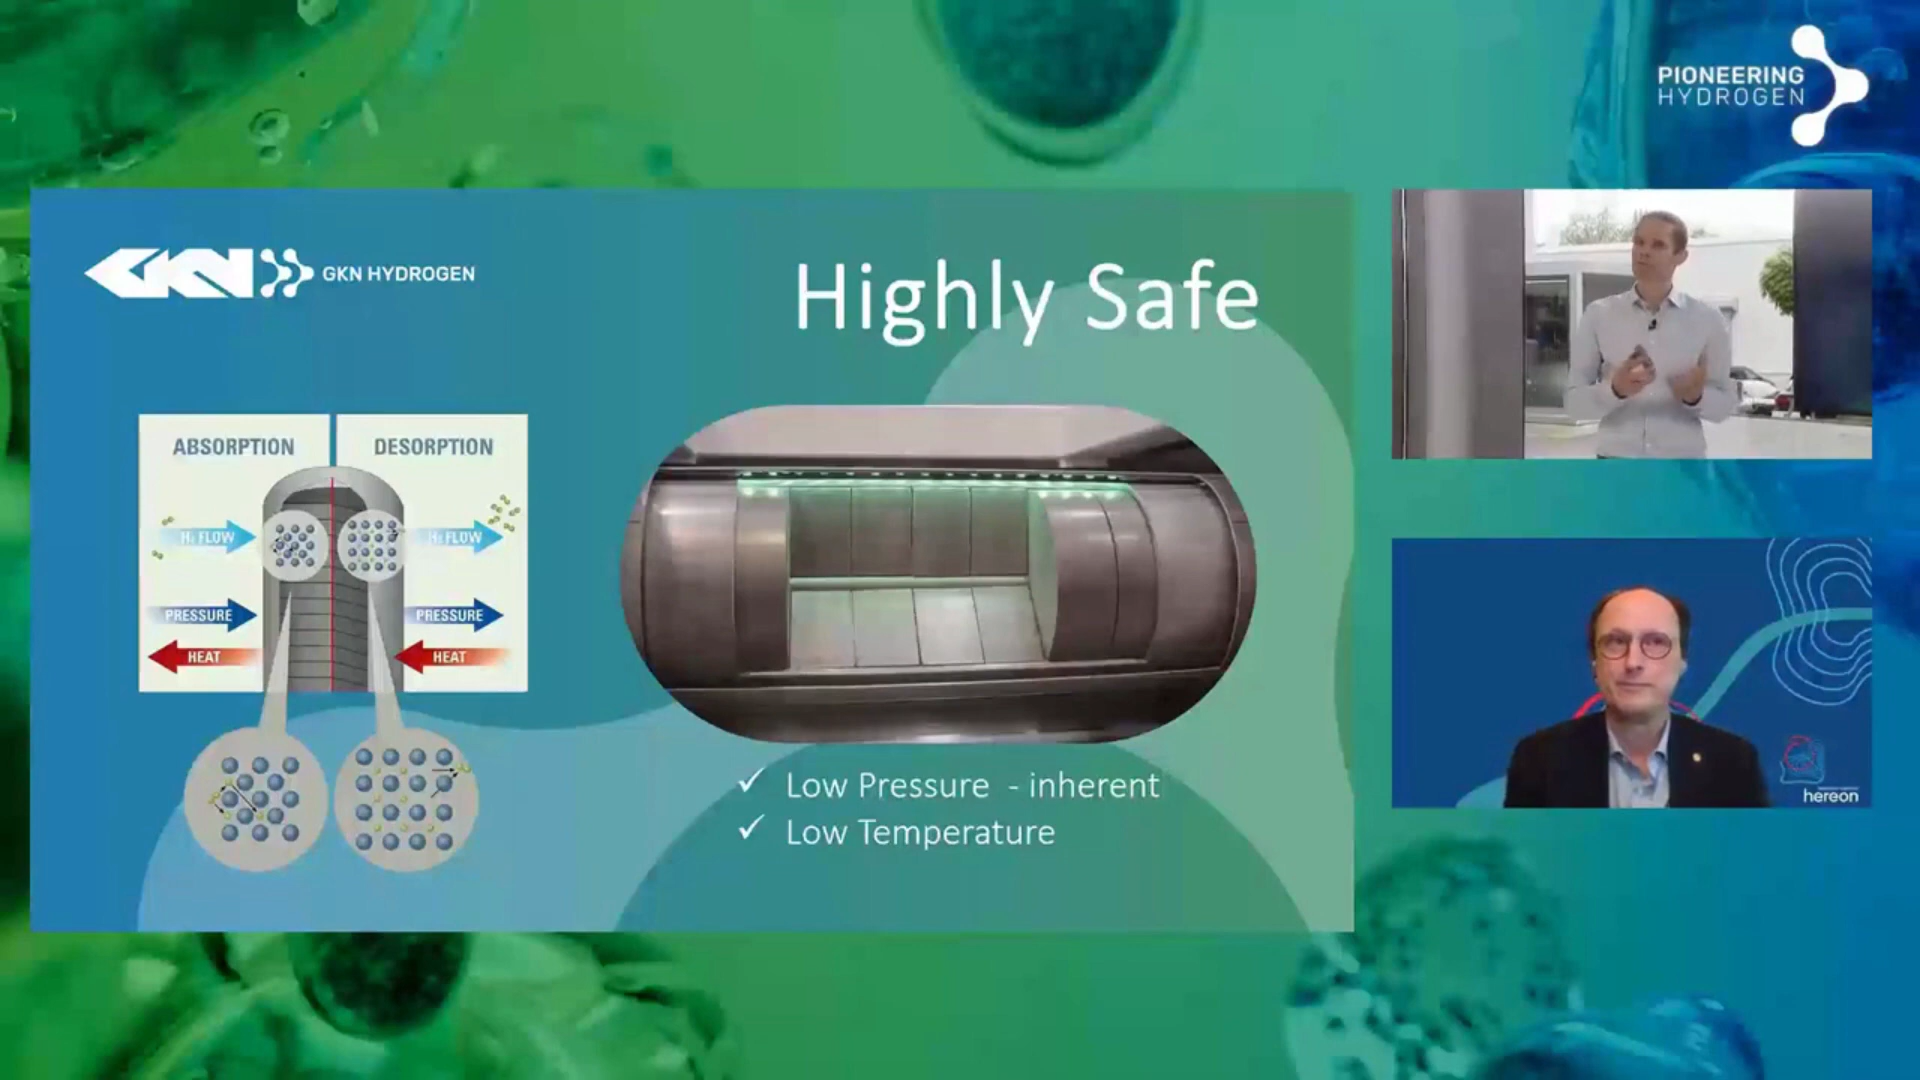 PIONEERING
HYDROGEN
GKN
GKN HYDROGEN
Highly Safe
ABSORPTION
DESORPTION
H₂ FLOW
H₂ FLOW
PRESSURE
PRESSURE
HEAT
HEAT
✓ Low Pressure - inherent
✓ Low Temperature
hereon